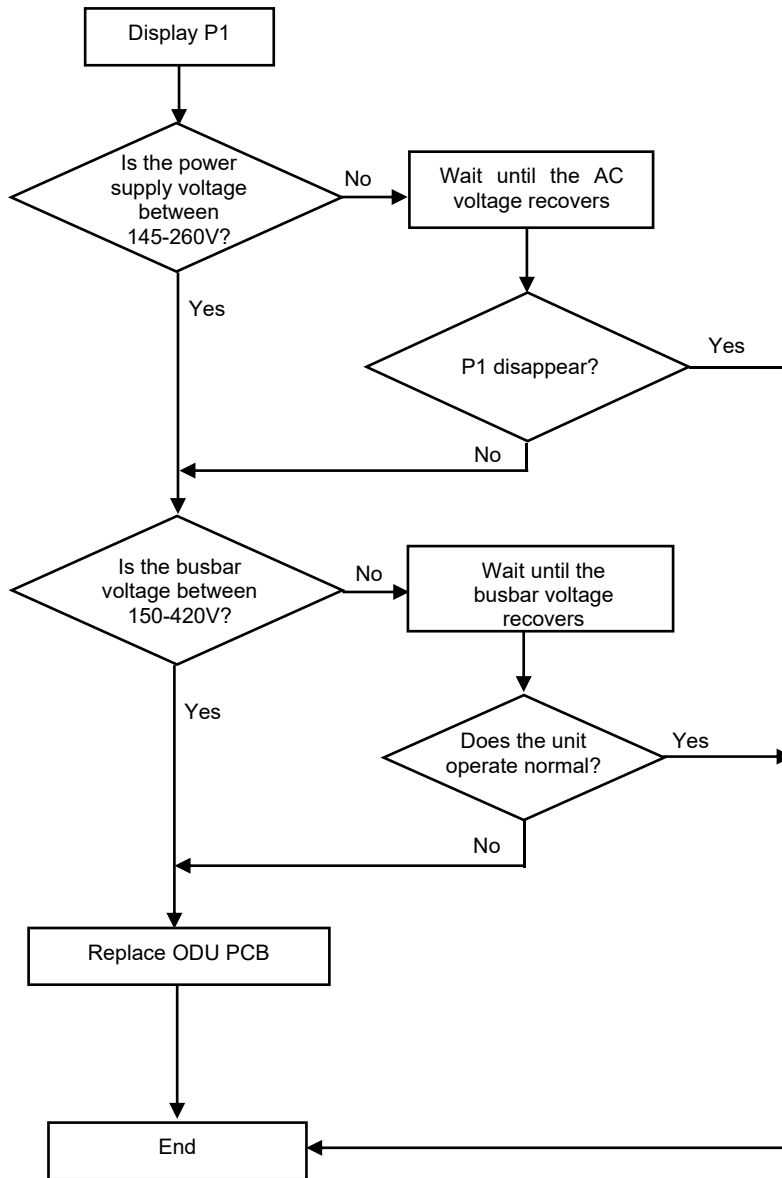 Display P1
Is the power
supply voltage
between
145-260V?
No
Wait until the AC
voltage recovers
Yes
P1 disappear?
Yes
No
Is the busbar
voltage between
150-420V?
No
Wait until the
busbar voltage
recovers
Yes
Does the unit
operate normal?
Yes
No
Replace ODU PCB
End